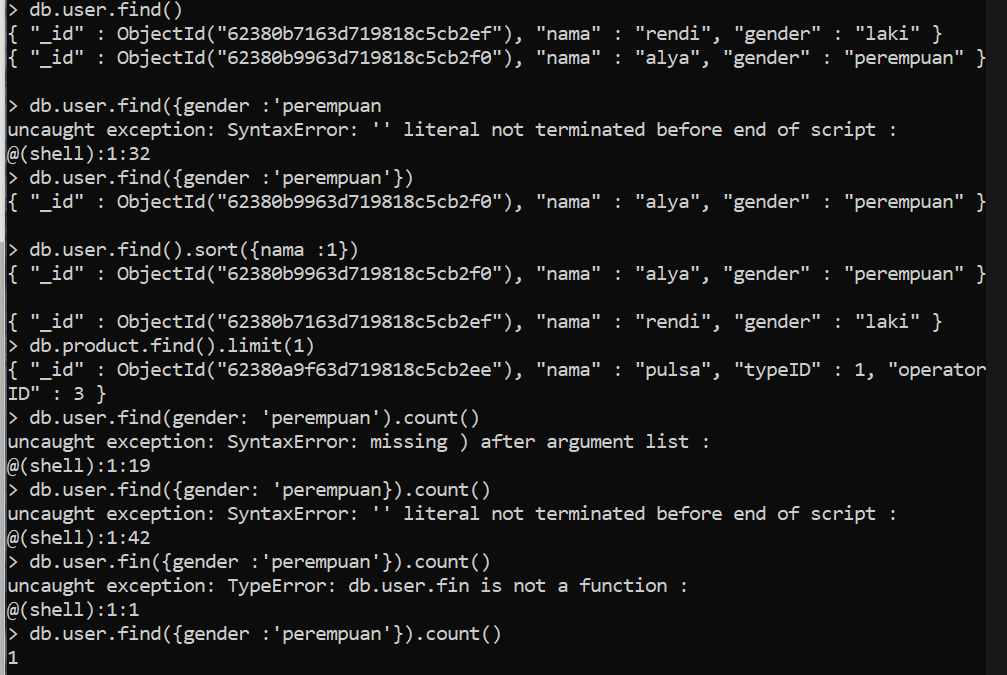 > db.user.find()
{ "_id" : ObjectId("62380b7163d719818c5cb2ef"), "nama" : "rendi", "gender" : "laki" }
{ "_id" : ObjectId("62380b9963d719818c5cb2f0"), "nama" : "alya", "gender" : "perempuan" }
> db.user.find({gender :'perempuan
uncaught exception: SyntaxError: '' literal not terminated before end of script :
@(shell):1:32
> db.user.find({gender :'perempuan'})
{ "_id" : ObjectId("62380b9963d719818c5cb2f0"), "nama" : "alya", "gender" : "perempuan" }
> db.user.find().sort({nama :1})
{ "_id" : ObjectId("62380b9963d719818c5cb2f0"), "nama" : "alya", "gender" : "perempuan" }
{ "_id" : ObjectId("62380b7163d719818c5cb2ef"), "nama" : "rendi", "gender" : "laki" }
> db.product.find().limit(1)
{ "_id" : ObjectId("62380a9f63d719818c5cb2ee"), "nama" : "pulsa", "typeID" : 1, "operator
ID" : 3 }
> db.user.find(gender: 'perempuan').count()
uncaught exception: SyntaxError: missing ) after argument list :
@(shell):1:19
> db.user.find({gender: 'perempuan}).count()
uncaught exception: SyntaxError: '' literal not terminated before end of script :
@(shell):1:42
> db.user.fin({gender :'perempuan'}).count()
uncaught exception: TypeError: db.user.fin is not a function :
@(shell):1:1
> db.user.find({gender :'perempuan'}).count()
1